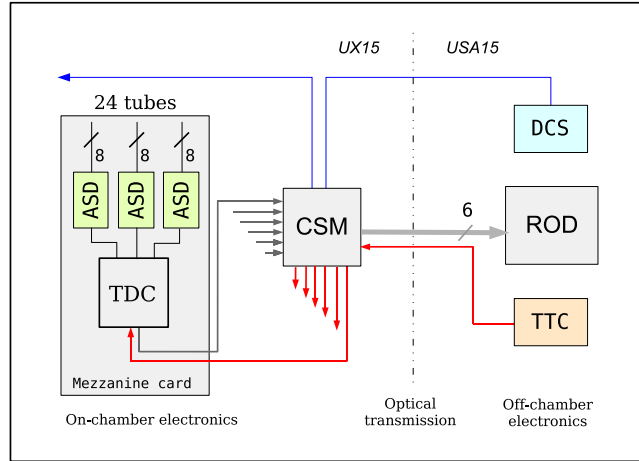 UX15
USA15
24 tubes
8
8
8
ASD
ASD
ASD
TDC
Mezzanine card
CSM
6
DCS
ROD
TTC
On-chamber electronics
Optical
transmission
Off-chamber
electronics